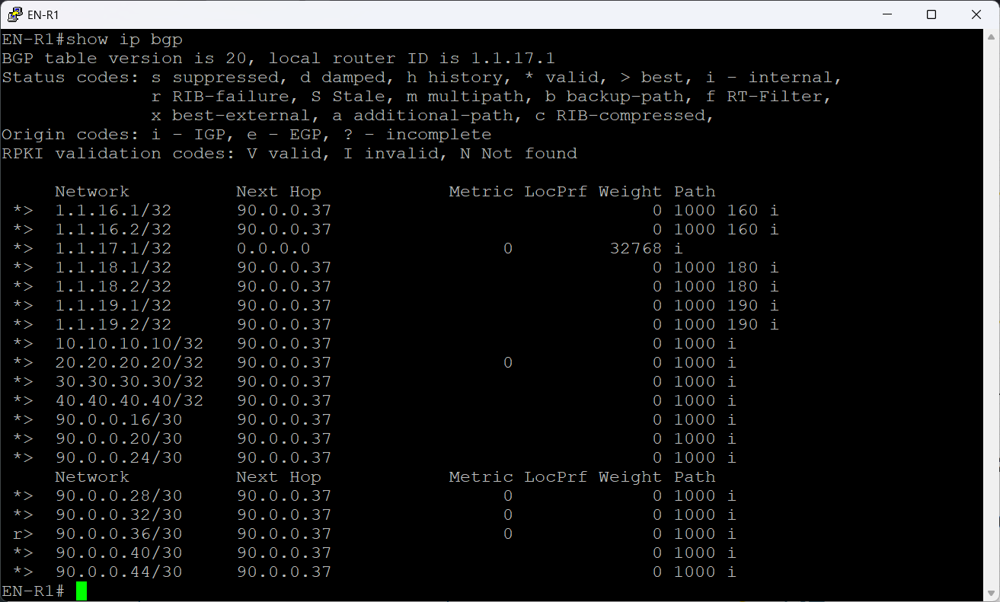 EN-R1
EN-R1#show ip bgp
BGP table version is 20, local router ID is 1.1.17.1
Status codes: s suppressed, d damped, h history, * valid, > best, i - internal,
              r RIB-failure, S Stale, m multipath, b backup-path, f RT-Filter,
              x best-external, a additional-path, c RIB-compressed,
Origin codes: i - IGP, e - EGP, ? - incomplete
RPKI validation codes: V valid, I invalid, N Not found

     Network          Next Hop            Metric LocPrf Weight Path
 *>  1.1.16.1/32      90.0.0.37                              0 1000 160 i
 *>  1.1.16.2/32      90.0.0.37                              0 1000 160 i
 *>  1.1.17.1/32      0.0.0.0                  0         32768 i
 *>  1.1.18.1/32      90.0.0.37                              0 1000 180 i
 *>  1.1.18.2/32      90.0.0.37                              0 1000 180 i
 *>  1.1.19.1/32      90.0.0.37                              0 1000 190 i
 *>  1.1.19.2/32      90.0.0.37                              0 1000 190 i
 *>  10.10.10.10/32   90.0.0.37                              0 1000 i
 *>  20.20.20.20/32   90.0.0.37                0             0 1000 i
 *>  30.30.30.30/32   90.0.0.37                              0 1000 i
 *>  40.40.40.40/32   90.0.0.37                              0 1000 i
 *>  90.0.0.16/30     90.0.0.37                              0 1000 i
 *>  90.0.0.20/30     90.0.0.37                              0 1000 i
 *>  90.0.0.24/30     90.0.0.37                              0 1000 i
     Network          Next Hop            Metric LocPrf Weight Path
 *>  90.0.0.28/30     90.0.0.37                0             0 1000 i
 *>  90.0.0.32/30     90.0.0.37                0             0 1000 i
 r>  90.0.0.36/30     90.0.0.37                0             0 1000 i
 *>  90.0.0.40/30     90.0.0.37                              0 1000 i
 *>  90.0.0.44/30     90.0.0.37                              0 1000 i
EN-R1#